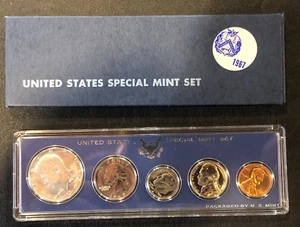 1967
UNITED STATES SPECIAL MINT SET
UNITED STATES SPECIAL MINT SET
PACKAGED BY U.S. MINT